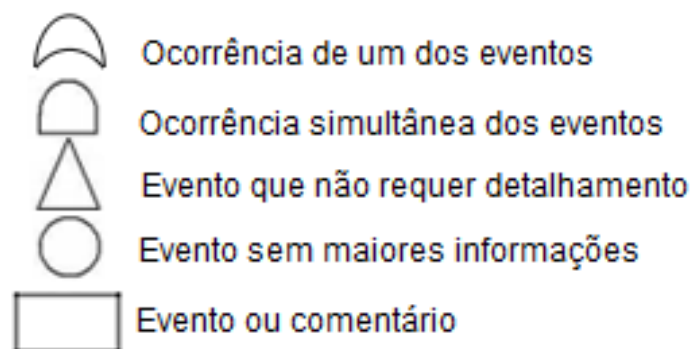 Ocorrência de um dos eventos
Ocorrência simultânea dos eventos
Evento que não requer detalhamento
Evento sem maiores informações
Evento ou comentário